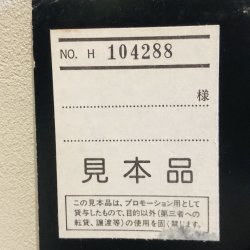 NO. H 104288
様
見本品
この見本品は、プロモーション用として
貸与したもので、目的以外(第三者への
転貸、譲渡等)の使用を固く禁じます。